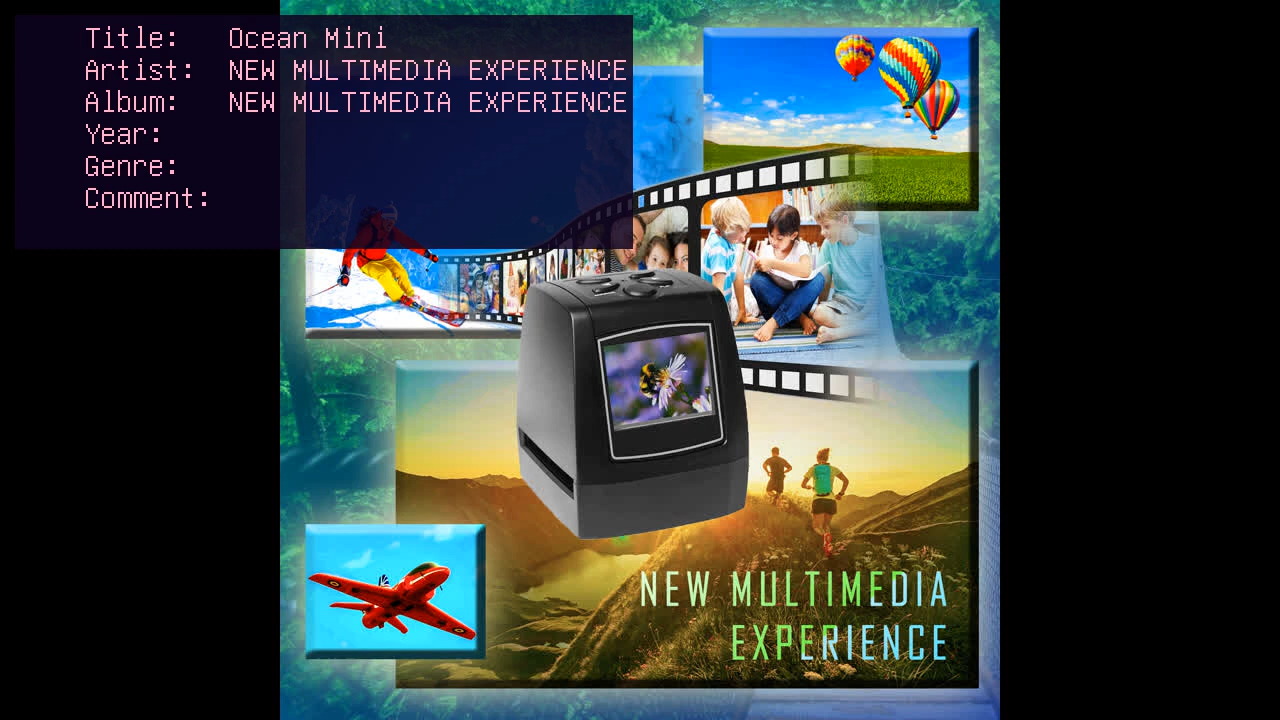 Title: Ocean Mini
Artist: NEW MULTIMEDIA EXPERIENCE
Album: NEW MULTIMEDIA EXPERIENCE
Year:
Genre:
Comment:
NEW MULTIMEDIA
EXPERIENCE